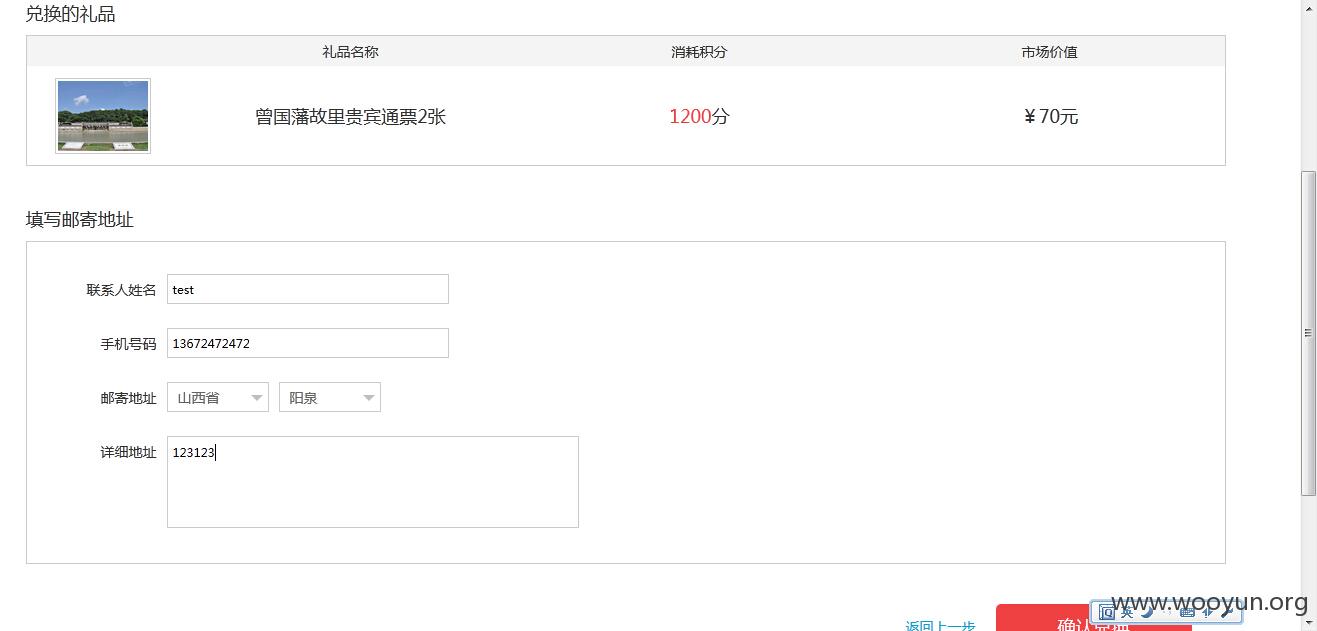 兑换的礼品
礼品名称 消耗积分 市场价值
曾国藩故里贵宾通票2张 1200分 ￥70元
填写邮寄地址
联系人姓名 test
手机号码 13672472472
邮寄地址 山西省 阳泉
详细地址 123123
返回上一步 确认兑换
英
www.wooyun.org